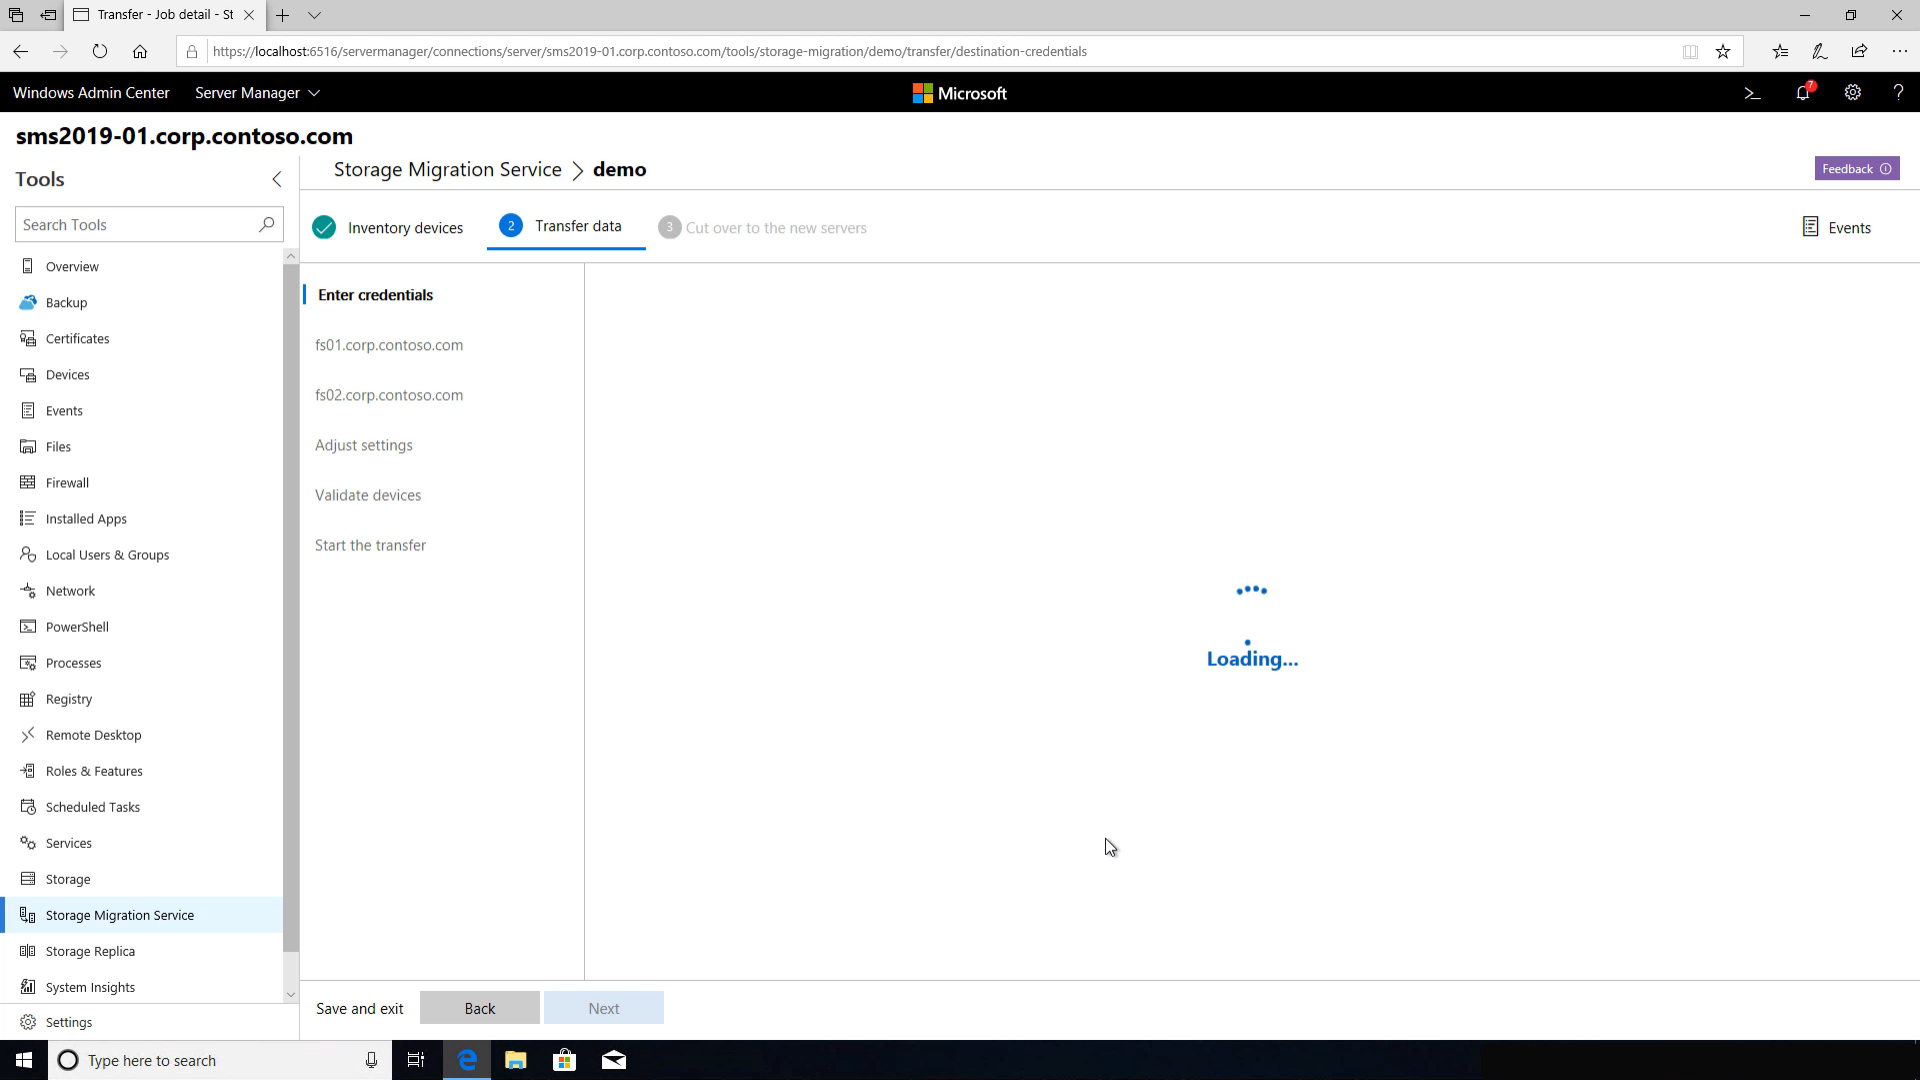 Transfer - Job detail - St
https://localhost:6516/servermanager/connections/server/sms2019-01.corp.contoso.com/tools/storage-migration/demo/transfer/destination-credentials
Windows Admin Center
Server Manager
Microsoft
7
?
sms2019-01.corp.contoso.com
Tools
Search Tools
Overview
Backup
Certificates
Devices
Events
Files
Firewall
Installed Apps
Local Users & Groups
Network
PowerShell
Processes
Registry
Remote Desktop
Roles & Features
Scheduled Tasks
Services
Storage
Storage Migration Service
Storage Replica
System Insights
Settings
Storage Migration Service > demo
Feedback
Inventory devices
2 Transfer data
3 Cut over to the new servers
Events
Enter credentials
fs01.corp.contoso.com
fs02.corp.contoso.com
Adjust settings
Validate devices
Start the transfer
Loading...
Save and exit
Back
Next
Type here to search